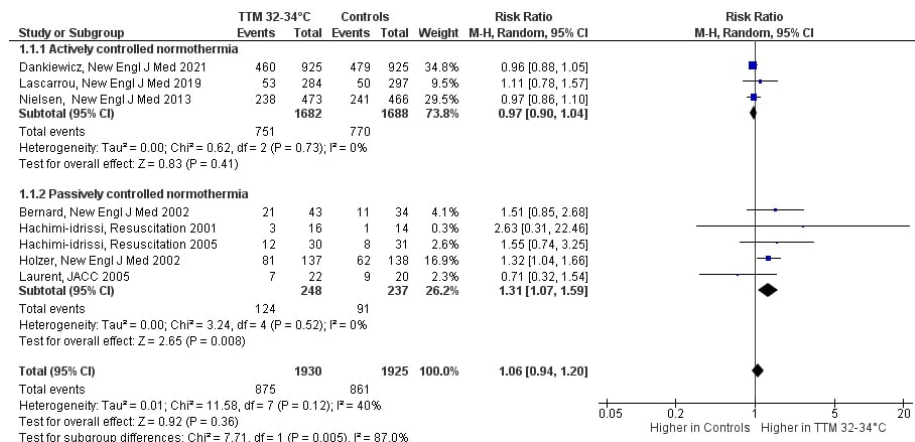 TTM 32-34°C Controls Risk Ratio Risk Ratio
Study or Subgroup Events Total Events Total Weight M-H, Random, 95% CI M-H, Random, 95% CI
1.1.1 Actively controlled normothermia
Dankiewicz, New Engl J Med 2021 460 925 479 925 34.8% 0.96 [0.88, 1.05]
Lascarrou, New Engl J Med 2019 53 284 50 297 9.5% 1.11 [0.78, 1.57]
Nielsen, New Engl J Med 2013 238 473 241 466 29.5% 0.97 [0.86, 1.10]
Subtotal (95% CI) 1682 1688 73.8% 0.97 [0.90, 1.04]
Total events 751 770
Heterogeneity: Tau² = 0.00; Chi² = 0.62, df = 2 (P = 0.73); I² = 0%
Test for overall effect: Z = 0.83 (P = 0.41)
1.1.2 Passively controlled normothermia
Bernard, New Engl J Med 2002 21 43 11 34 4.1% 1.51 [0.85, 2.68]
Hachimi-idrissi, Resuscitation 2001 3 16 1 14 0.3% 2.63 [0.31, 22.46]
Hachimi-idrissi, Resuscitation 2005 12 30 8 31 2.6% 1.55 [0.74, 3.25]
Holzer, New Engl J Med 2002 81 137 62 138 16.9% 1.32 [1.04, 1.66]
Laurent, JACC 2005 7 22 9 20 2.3% 0.71 [0.32, 1.54]
Subtotal (95% CI) 248 237 26.2% 1.31 [1.07, 1.59]
Total events 124 91
Heterogeneity: Tau² = 0.00; Chi² = 3.24, df = 4 (P = 0.52); I² = 0%
Test for overall effect: Z = 2.65 (P = 0.008)
Total (95% CI) 1930 1925 100.0% 1.06 [0.94, 1.20]
Total events 875 861
Heterogeneity: Tau² = 0.01; Chi² = 11.58, df = 7 (P = 0.12); I² = 40%
Test for overall effect: Z = 0.92 (P = 0.36)
Test for subgroup differences: Chi² = 7.71, df = 1 (P = 0.005), I² = 87.0%
0.05 0.2 1 5 20
Higher in Controls Higher in TTM 32-34°C